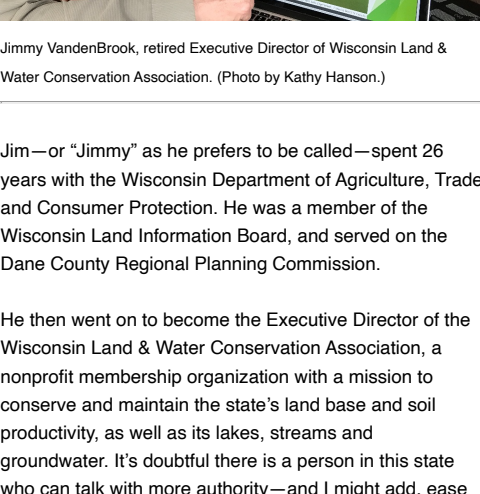 Jimmy VandenBrook, retired Executive Director of Wisconsin Land &
Water Conservation Association. (Photo by Kathy Hanson.)
Jim—or “Jimmy” as he prefers to be called—spent 26
years with the Wisconsin Department of Agriculture, Trade
and Consumer Protection. He was a member of the
Wisconsin Land Information Board, and served on the
Dane County Regional Planning Commission.
He then went on to become the Executive Director of the
Wisconsin Land & Water Conservation Association, a
nonprofit membership organization with a mission to
conserve and maintain the state’s land base and soil
productivity, as well as its lakes, streams and
groundwater. It’s doubtful there is a person in this state
who can talk with more authority—and I might add, ease